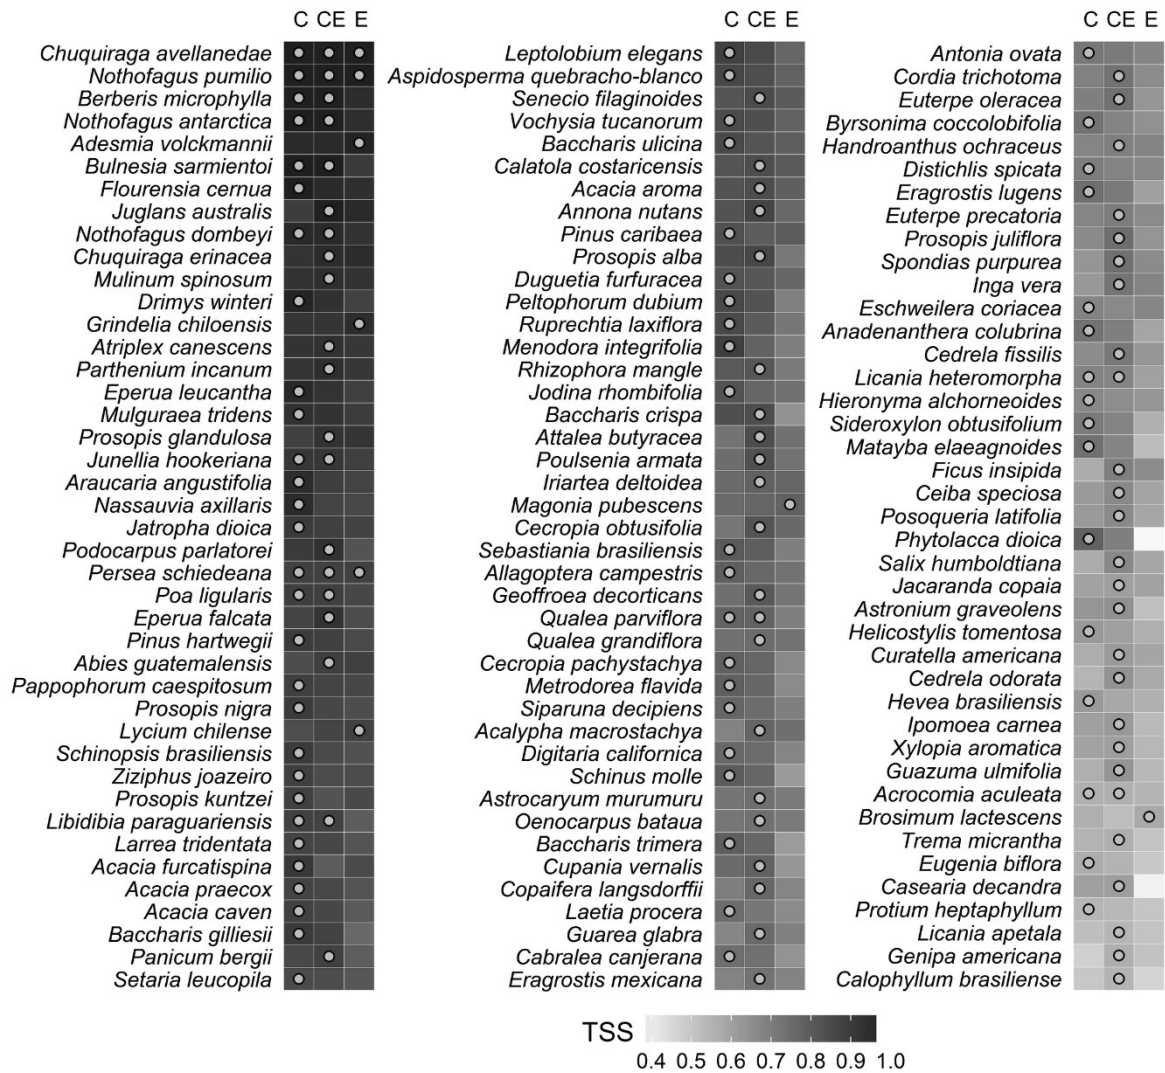 C CE E
Chuquiraga avellanedae
Nothofagus pumilio
Berberis microphylla
Nothofagus antarctica
Adesmia volckmannii
Bulnesia sarmientoi
Flourensia cernua
Juglans australis
Nothofagus dombeyi
Chuquiraga erinacea
Mulinum spinosum
Drimys winteri
Grindelia chiloensis
Atriplex canescens
Parthenium incanum
Eperua leucantha
Mulguraea tridens
Prosopis glandulosa
Junellia hookeriana
Araucaria angustifolia
Nassauvia axillaris
Jatropha dioica
Podocarpus parlatorei
Persea schiedeana
Poa ligularis
Eperua falcata
Pinus hartwegii
Abies guatemalensis
Pappophorum caespitosum
Prosopis nigra
Lycium chilense
Schinopsis brasiliensis
Ziziphus joazeiro
Prosopis kuntzei
Libidibia paraguariensis
Larrea tridentata
Acacia furcatispina
Acacia praecox
Acacia caven
Baccharis gilliesii
Panicum bergii
Setaria leucopila
C CE E
Leptolobium elegans
Aspidosperma quebracho-blanco
Senecio filaginoides
Vochysia tucanorum
Baccharis ulicina
Calatola costaricensis
Acacia aroma
Annona nutans
Pinus caribaea
Prosopis alba
Duguetia furfuracea
Peltophorum dubium
Ruprechtia laxiflora
Menodora integrifolia
Rhizophora mangle
Jodina rhombifolia
Baccharis crispa
Attalea butyracea
Poulsenia armata
Iriartea deltoidea
Magonia pubescens
Cecropia obtusifolia
Sebastiania brasiliensis
Allagoptera campestris
Geoffroea decorticans
Qualea parviflora
Qualea grandiflora
Cecropia pachystachya
Metrodorea flavida
Siparuna decipiens
Acalypha macrostachya
Digitaria californica
Schinus molle
Astrocaryum murumuru
Oenocarpus bataua
Baccharis trimera
Cupania vernalis
Copaifera langsdorffii
Laetia procera
Guarea glabra
Cabralea canjerana
Eragrostis mexicana
C CE E
Antonia ovata
Cordia trichotoma
Euterpe oleracea
Byrsonima coccolobifolia
Handroanthus ochraceus
Distichlis spicata
Eragrostis lugens
Euterpe precatoria
Prosopis juliflora
Spondias purpurea
Inga vera
Eschweilera coriacea
Anadenanthera colubrina
Cedrela fissilis
Licania heteromorpha
Hieronyma alchorneoides
Sideroxylon obtusifolium
Matayba elaeagnoides
Ficus insipida
Ceiba speciosa
Posoqueria latifolia
Phytolacca dioica
Salix humboldtiana
Jacaranda copaia
Astronium graveolens
Helicostylis tomentosa
Curatella americana
Cedrela odorata
Hevea brasiliensis
Ipomoea carnea
Xylopia aromatica
Guazuma ulmifolia
Acrocomia aculeata
Brosimum lactescens
Trema micrantha
Eugenia biflora
Casearia decandra
Protium heptaphyllum
Licania apetala
Genipa americana
Calophyllum brasiliense
TSS
0.4 0.5 0.6 0.7 0.8 0.9 1.0